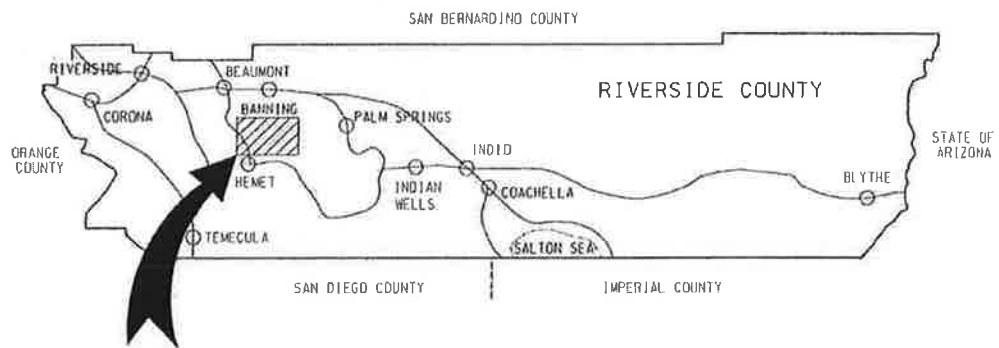 SAN BERNARDINO COUNTY
RIVERSIDE
BEAUMONT
RIVERSIDE COUNTY
BANNING
CORONA
PALM SPRINGS
STATE OF
ARIZONA
ORANGE
COUNTY
INDIO
HEMET
INDIAN
WELLS
COACHELLA
BLYTHE
TEMECULA
SALTON SEA
SAN DIEGO COUNTY
IMPERIAL COUNTY